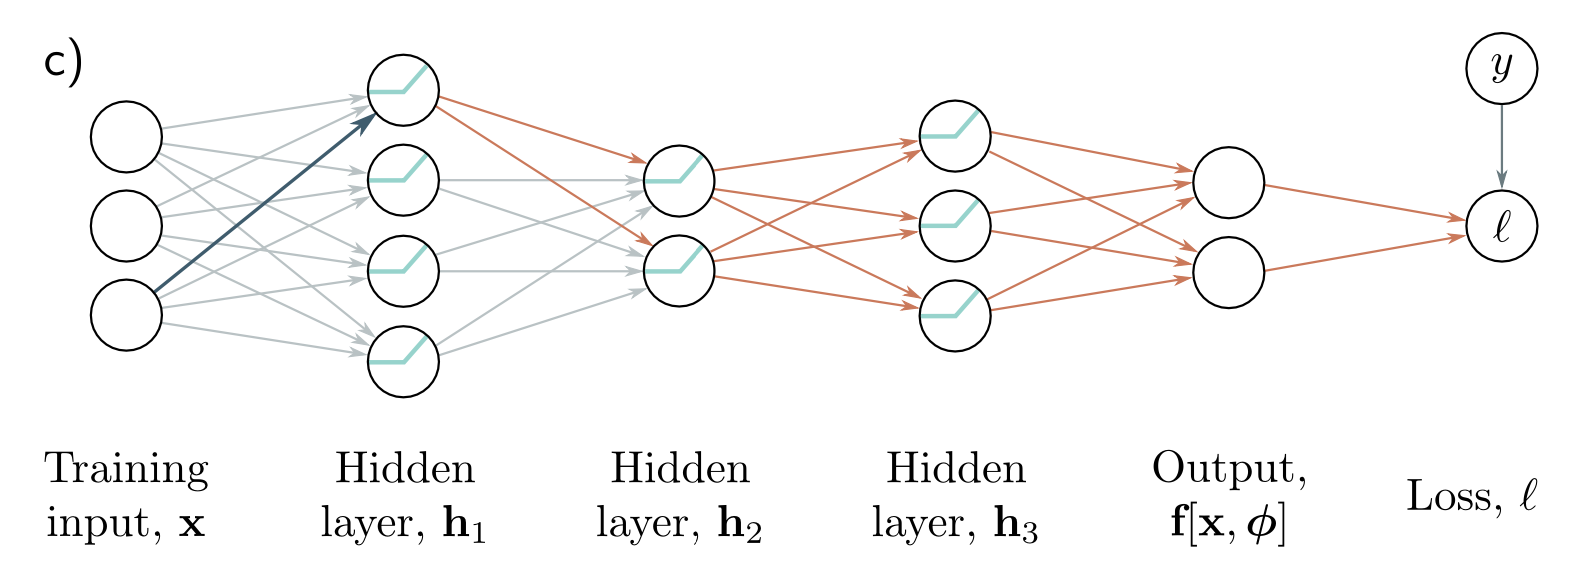 c)
y
ℓ
Training input, x
Hidden layer, h₁
Hidden layer, h₂
Hidden layer, h₃
Output, f[x, ϕ]
Loss, ℓ